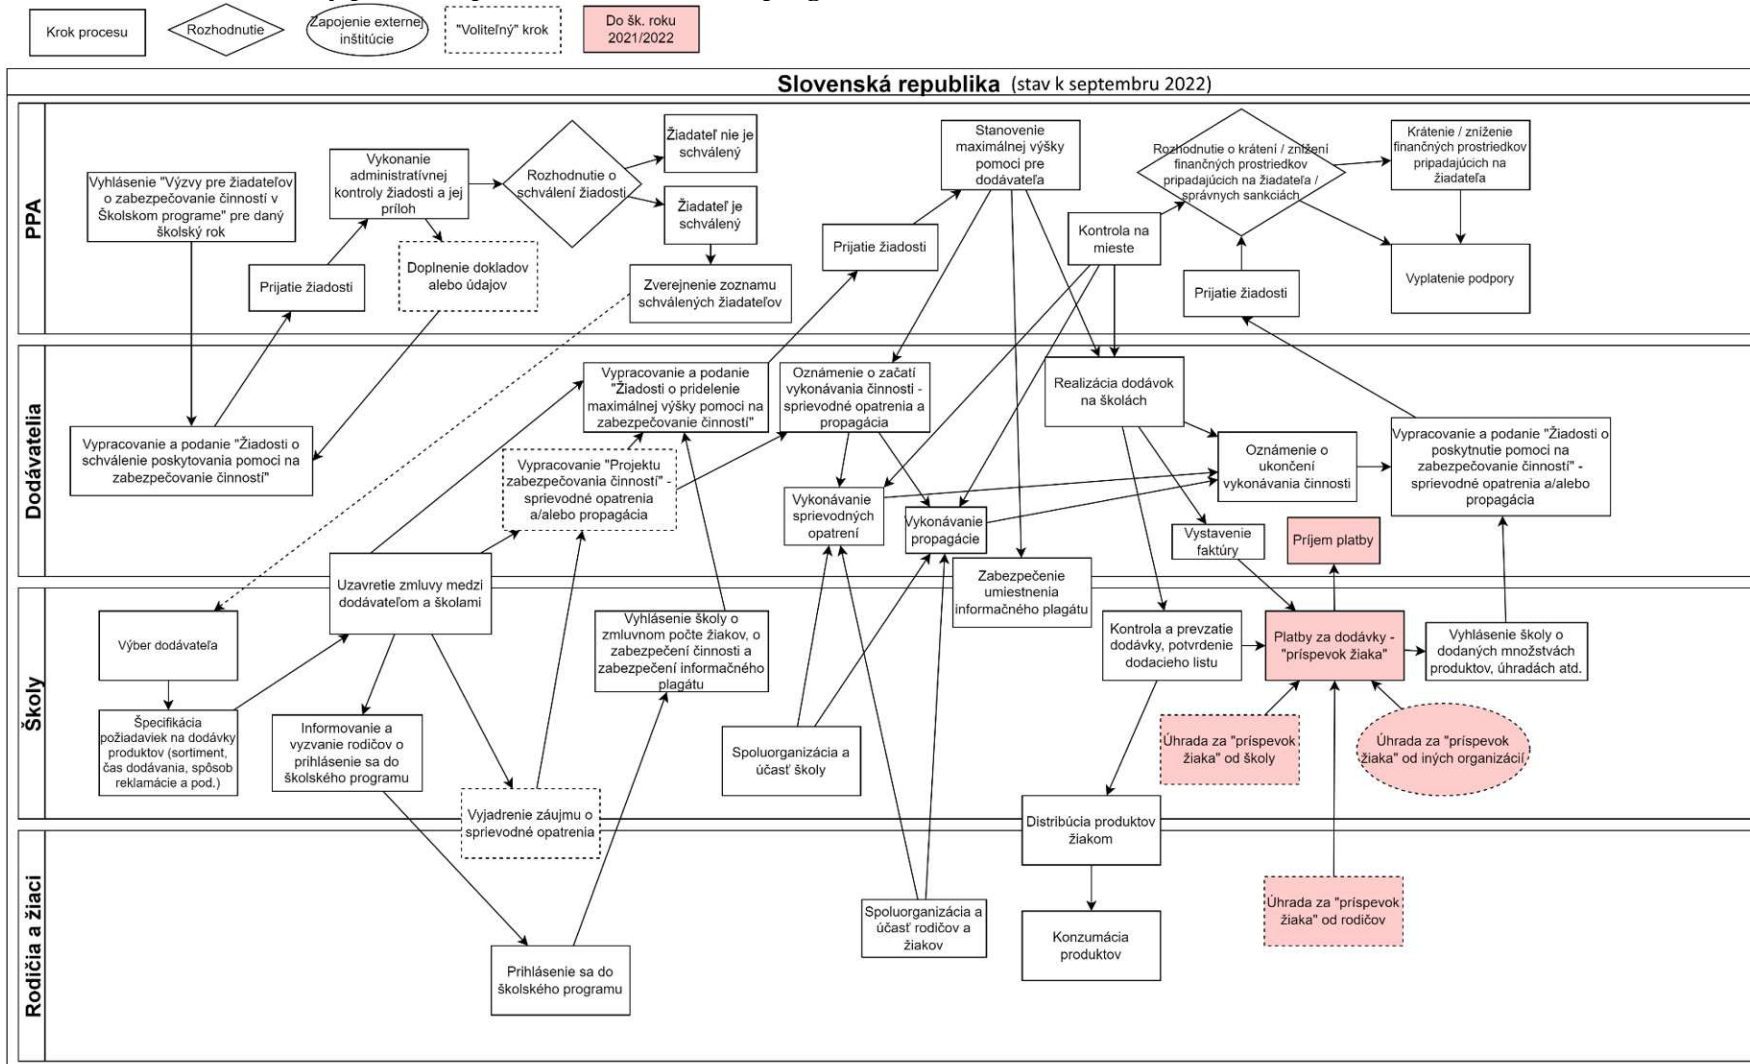 Krok procesu
Rozhodnutie
Zapojenie externej
inštitúcie
"Voliteľný" krok
Do šk. roku
2021/2022
Slovenská republika (stav k septembru 2022)
PPA
Vyhlásenie "Výzvy pre žiadateľov
o zabezpečovanie činností v
Školskom programe" pre daný
školský rok
Prijatie žiadosti
Vykonanie
administratívnej
kontroly žiadosti a jej
príloh
Doplnenie dokladov
alebo údajov
Rozhodnutie o
schválení žiadosti
Žiadateľ nie je
schválený
Žiadateľ je
schválený
Zverejnenie zoznamu
schválených žiadateľov
Prijatie žiadosti
Stanovenie
maximálnej výšky
pomoci pre
dodávateľa
Kontrola na
mieste
Rozhodnutie o krátení / znížení
finančných prostriedkov
pripadajúcich na žiadateľa /
správnych sankciách
Prijatie žiadosti
Krátenie / zníženie
finančných prostriedkov
pripadajúcich na
žiadateľa
Vyplatenie podpory
Dodávatelia
Vypracovanie a podanie "Žiadosti o
schválenie poskytovania pomoci na
zabezpečovanie činností"
Vypracovanie a podanie
"Žiadosti o pridelenie
maximálnej výšky pomoci na
zabezpečovanie činností"
Vypracovanie "Projektu
zabezpečovania činností" -
sprievodné opatrenia
a/alebo propagácia
Oznámenie o začatí
vykonávania činnosti -
sprievodné opatrenia a
propagácia
Vykonávanie
sprievodných
opatrení
Vykonávanie
propagácie
Realizácia dodávok
na školách
Oznámenie o
ukončení
vykonávania činnosti
Vypracovanie a podanie "Žiadosti o
poskytnutie pomoci na
zabezpečovanie činností" -
sprievodné opatrenia a/alebo
propagácia
Vystavenie
faktúry
Príjem platby
Uzavretie zmluvy medzi
dodávateľom a školami
Zabezpečenie
umiestnenia
informačného plagátu
Školy
Výber dodávateľa
Špecifikácia
požiadaviek na dodávky
produktov (sortiment,
čas dodávania, spôsob
reklamácie a pod.)
Informovanie a
vyzvanie rodičov o
prihlásenie sa do
školského programu
Vyjadrenie záujmu o
sprievodné opatrenia
Vyhlásenie školy o
zmluvnom počte žiakov, o
zabezpečení činnosti a
zabezpečení informačného
plagátu
Spoluorganizácia a
účasť školy
Kontrola a prevzatie
dodávky, potvrdenie
dodacieho listu
Platby za dodávky -
"príspevok žiaka"
Vyhlásenie školy o
dodaných množstvách
produktov, úhradách atd.
Úhrada za "príspevok
žiaka" od školy
Úhrada za "príspevok
žiaka" od iných organizácií
Distribúcia produktov
žiakom
Rodičia a žiaci
Prihlásenie sa do
školského programu
Spoluorganizácia a
účasť rodičov a
žiakov
Konzumácia
produktov
Úhrada za "príspevok
žiaka" od rodičov